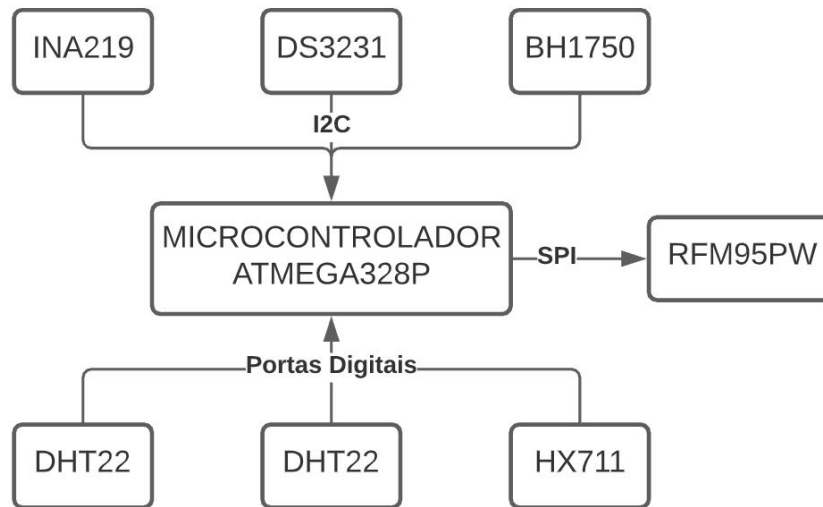 INA219
DS3231
BH1750
I2C
MICROCONTROLADOR
ATMEGA328P
SPI
RFM95PW
Portas Digitais
DHT22
DHT22
HX711